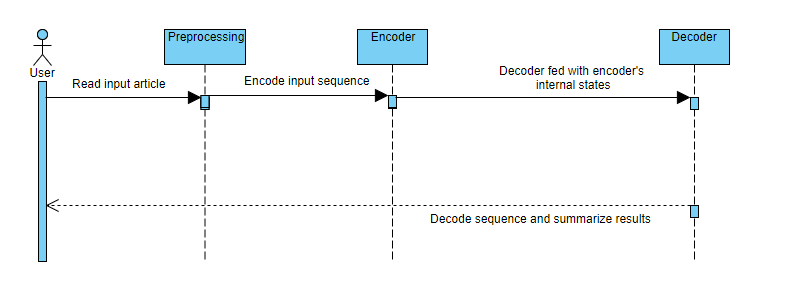 Preprocessing
Encoder
Decoder
User
Read input article
Encode input sequence
Decoder fed with encoder's
internal states
Decode sequence and summarize results